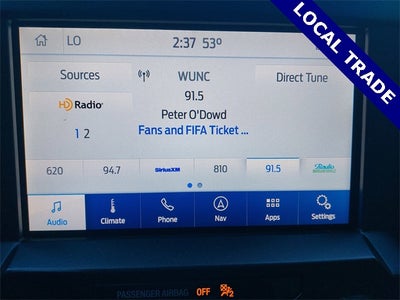 LOCAL TRADE
LO
2:37 53°
Sources
WUNC
Direct Tune
91.5
HD Radio
Peter O'Dowd
1 2
Fans and FIFA Ticket ...
620
94.7
SiriusXM
810
91.5
Audio
Climate
Phone
Nav
Apps
Settings
PASSENGER AIRBAG
OFF
2